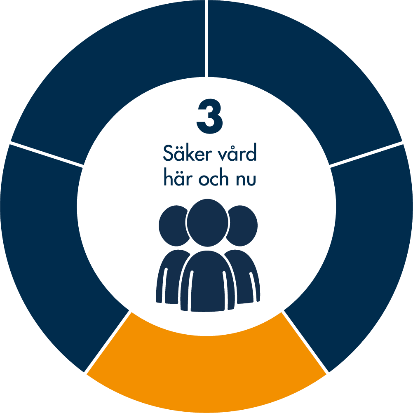 3
Säker vård
här och nu